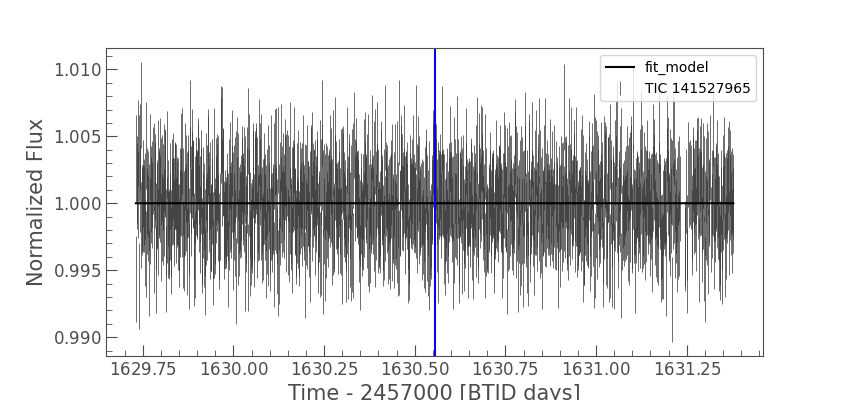 1.010
1.005
1.000
0.995
0.990
Normalized Flux
fit_model
TIC 141527965
1629.75 1630.00 1630.25 1630.50 1630.75 1631.00 1631.25
Time - 2457000 [BTJD days]